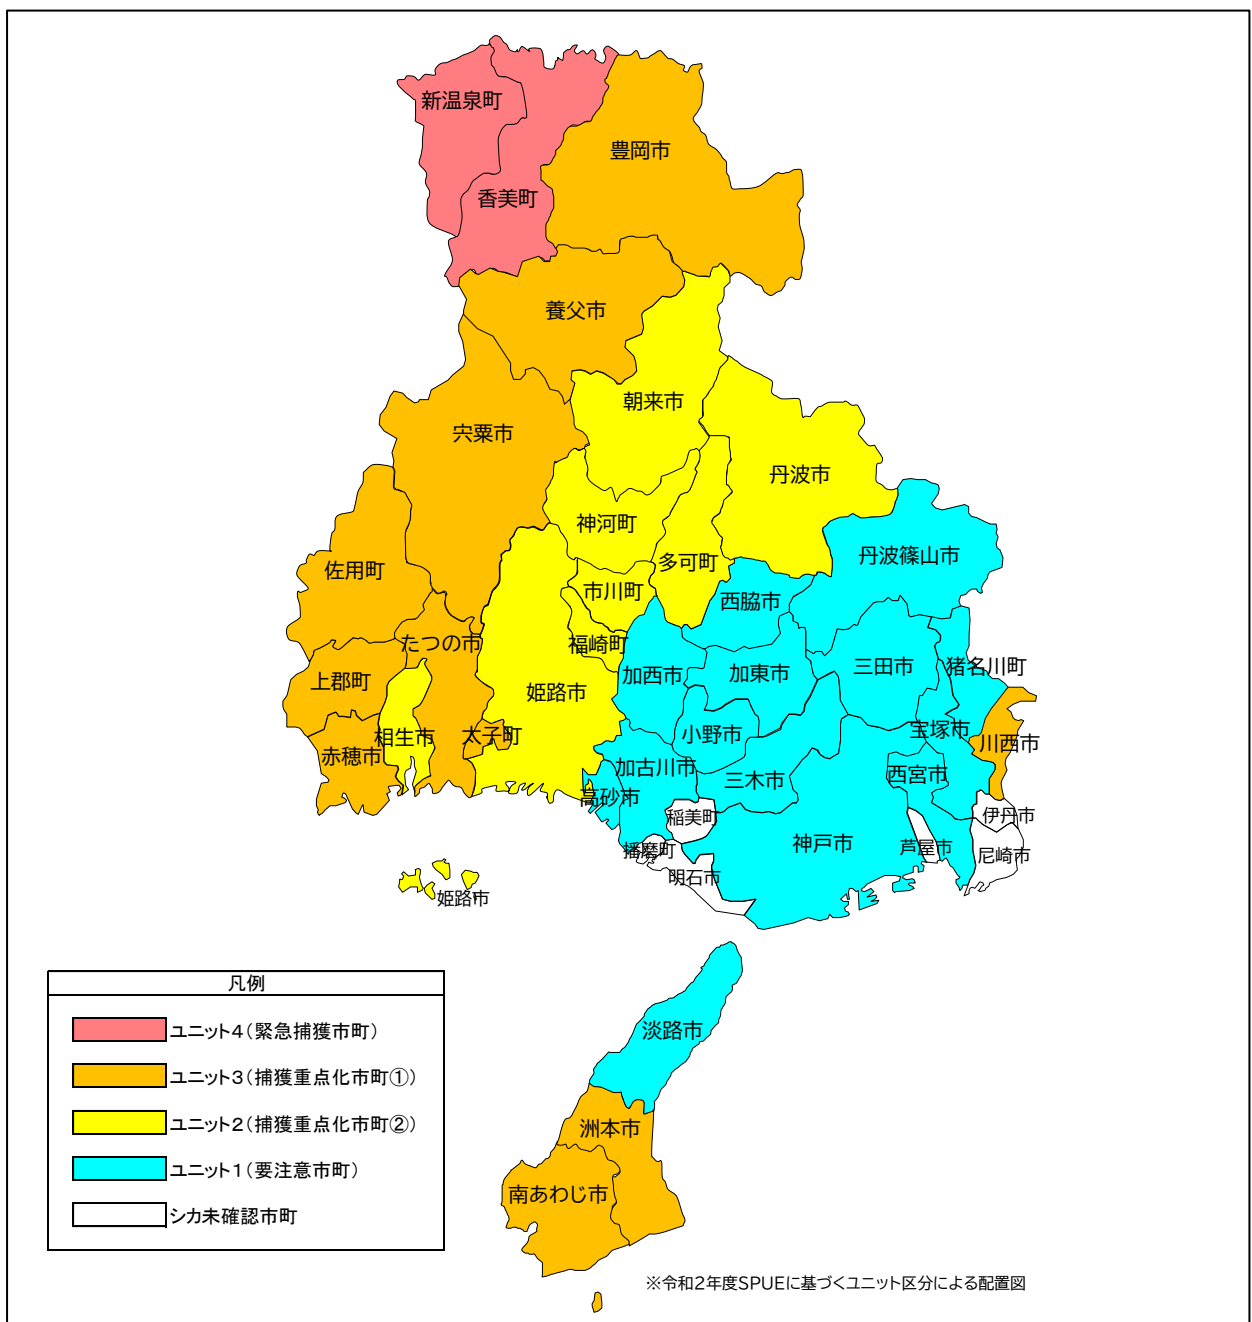 新温泉町
豊岡市
香美町
養父市
朝来市
宍粟市
丹波市
神河町
丹波篠山市
多可町
佐用町
市川町
西脇市
たつの市
福崎町
猪名川町
三田市
加西市
加東市
上郡町
姫路市
宝塚市
相生市
太子町
小野市
川西市
赤穂市
加古川市
西宮市
三木市
高砂市
稲美町
伊丹市
神戸市
芦屋市
播磨町
尼崎市
明石市
姫路市
淡路市
洲本市
南あわじ市
凡例
ユニット4(緊急捕獲市町)
ユニット3(捕獲重点化市町①)
ユニット2(捕獲重点化市町②)
ユニット1(要注意市町)
シカ未確認市町
※令和2年度SPUEに基づくユニット区分による配置図